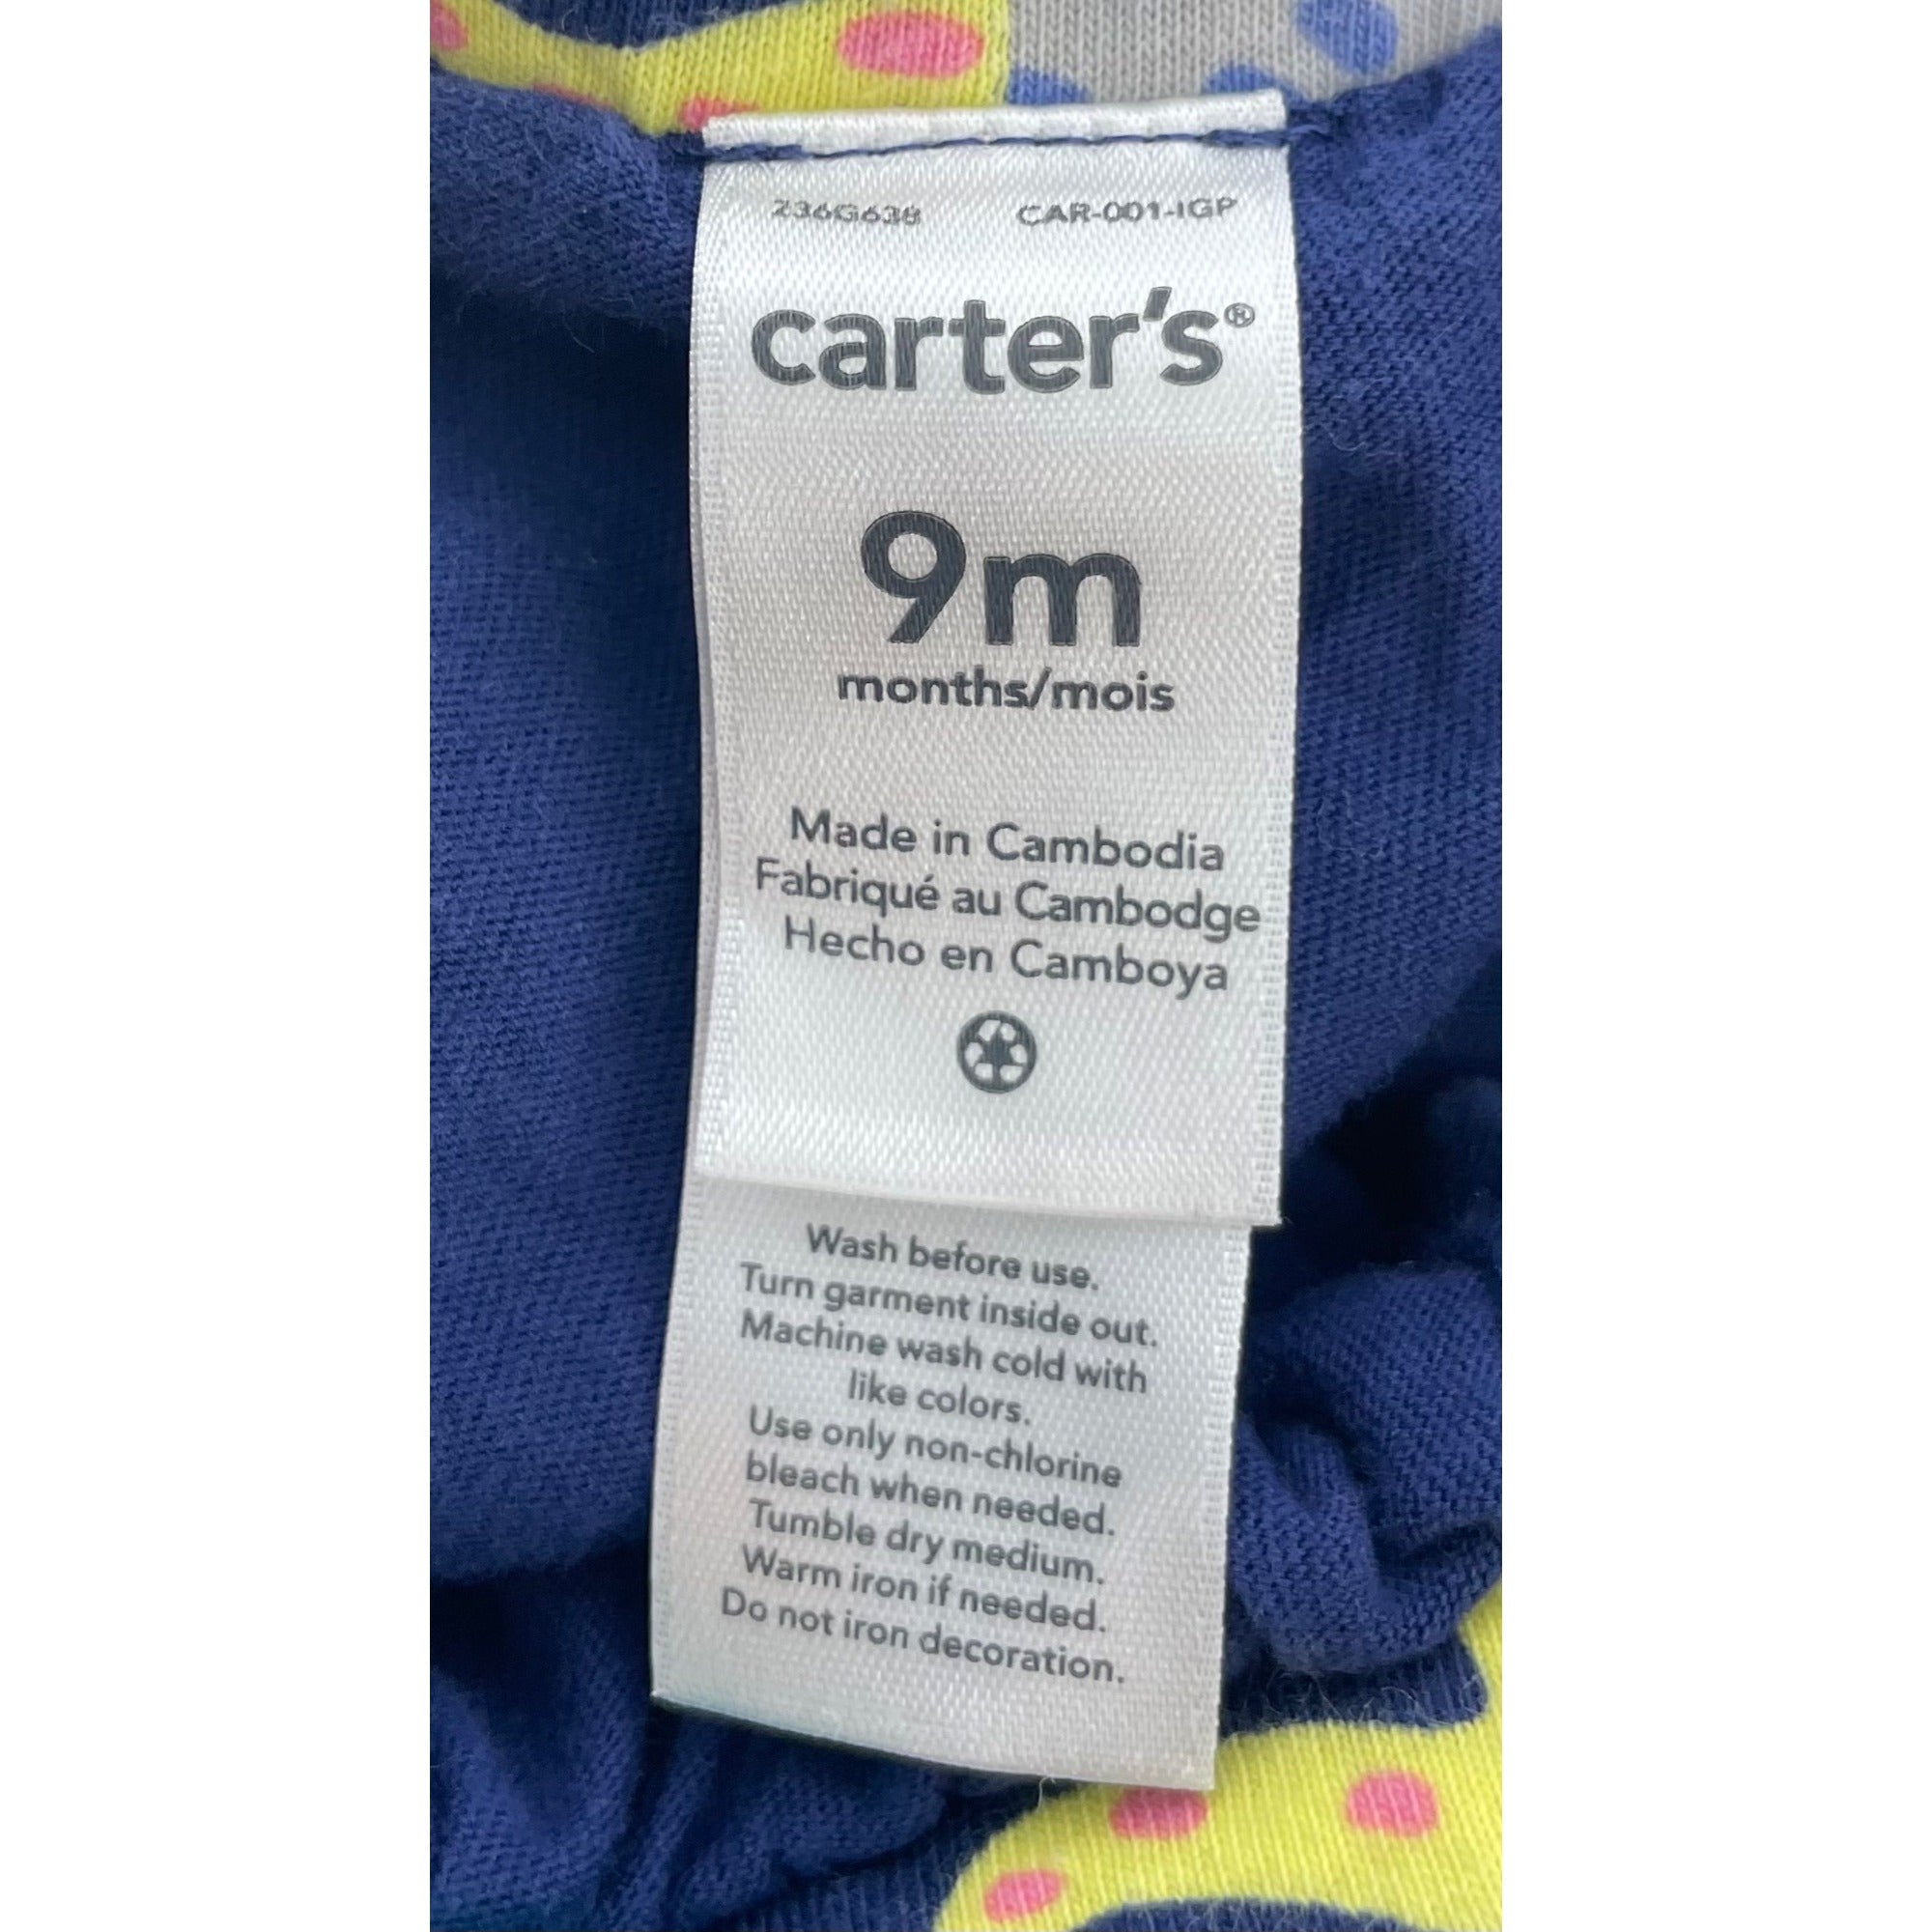 236G638 CAR-001-IGP
carter's®
9m
months/mois
Made in Cambodia
Fabriqué au Cambodge
Hecho en Camboya
Wash before use.
Turn garment inside out.
Machine wash cold with
like colors.
Use only non-chlorine
bleach when needed.
Tumble dry medium.
Warm iron if needed.
Do not iron decoration.